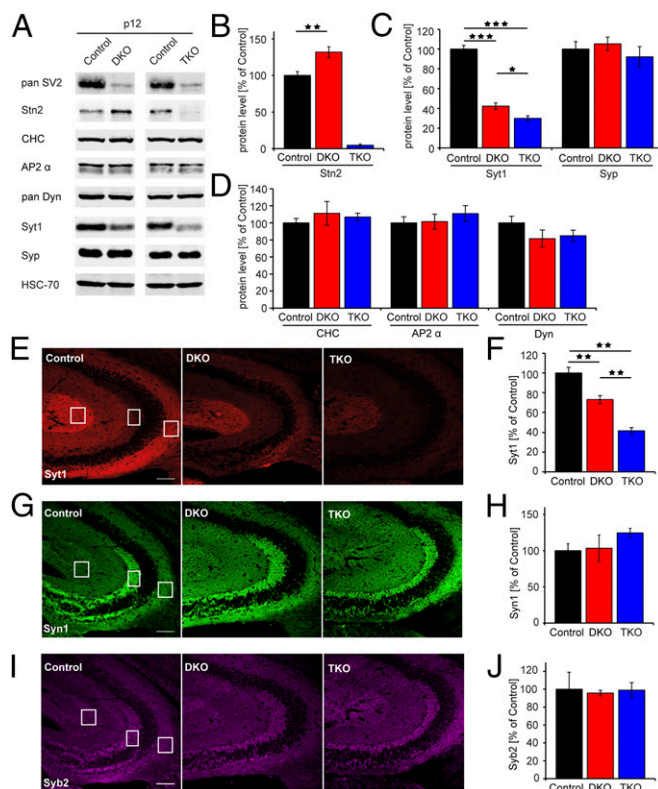 A
p12
Control DKO Control TKO
pan SV2
Stn2
CHC
AP2 α
pan Dyn
Syt1
Syp
HSC-70
B
protein level [% of Control]
150
100
50
0
★★
Control DKO TKO
Stn2
C
protein level [% of Control]
120
100
80
60
40
20
0
★★★
★★★
★
Control DKO TKO Control DKO TKO
Syt1 Syp
D
protein level [% of Control]
140
120
100
80
60
40
20
0
Control DKO TKO Control DKO TKO Control DKO TKO
CHC AP2 α Dyn
E
Control DKO TKO
Syt1
F
Syt1 [% of Control]
120
100
80
60
40
20
0
★★
★★ ★★
Control DKO TKO
G
Control DKO TKO
Syn1
H
Syn1 [% of Control]
150
100
50
0
Control DKO TKO
I
Control DKO TKO
Syb2
J
Syb2 [% of Control]
120
100
80
60
40
20
0
Control DKO TKO